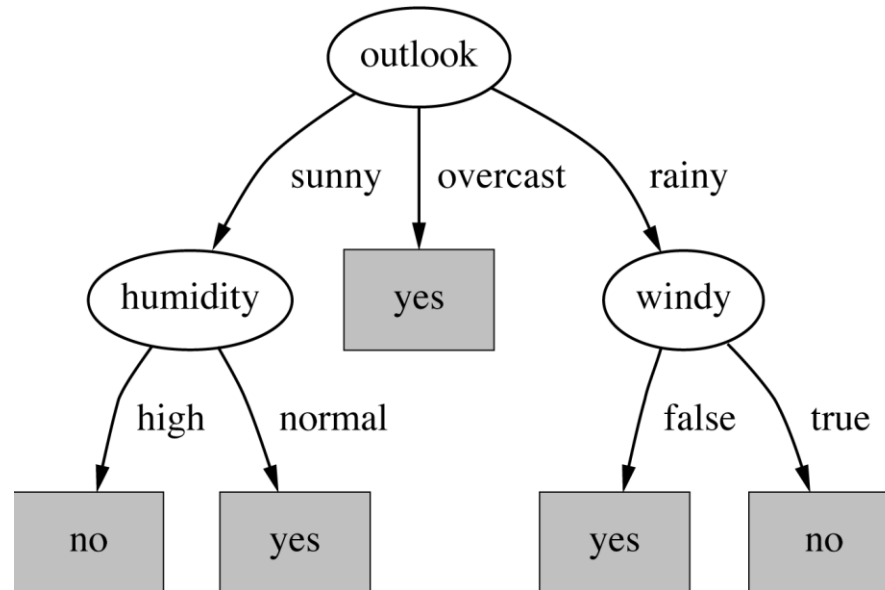 outlook
sunny overcast rainy
humidity yes windy
high normal false true
no yes yes no